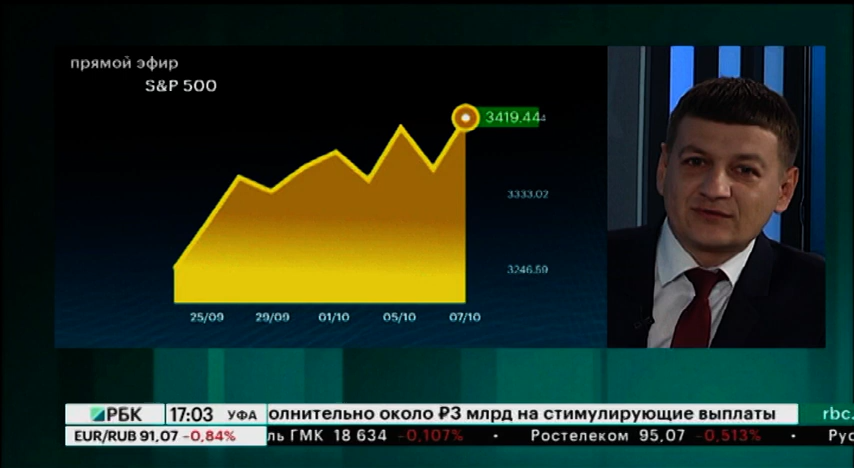 прямой эфир
S&P 500
3419,44
3333.02
3246.59
25/09 29/09 01/10 05/10 07/10
РБК 17:03 УФА олнительно около ₽3 млрд на стимулирующие выплаты rbc.
EUR/RUB 91,07 -0,84% ль ГМК 18 634 -0,107% • Ростелеком 95,07 -0,513% • Рус